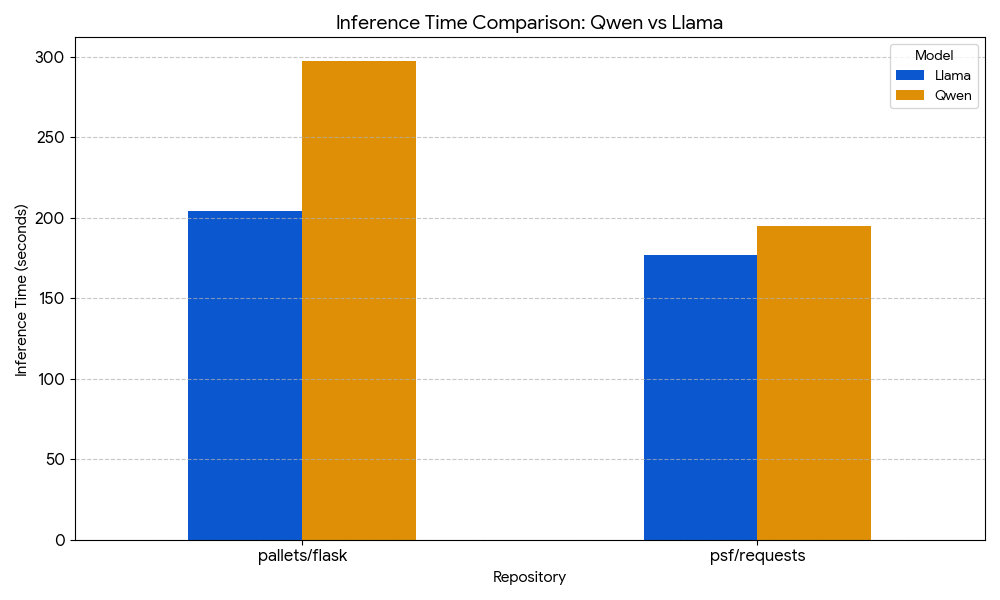 Inference Time Comparison: Qwen vs Llama
Model
Llama
Qwen
Inference Time (seconds)
300
250
200
150
100
50
0
pallets/flask
psf/requests
Repository